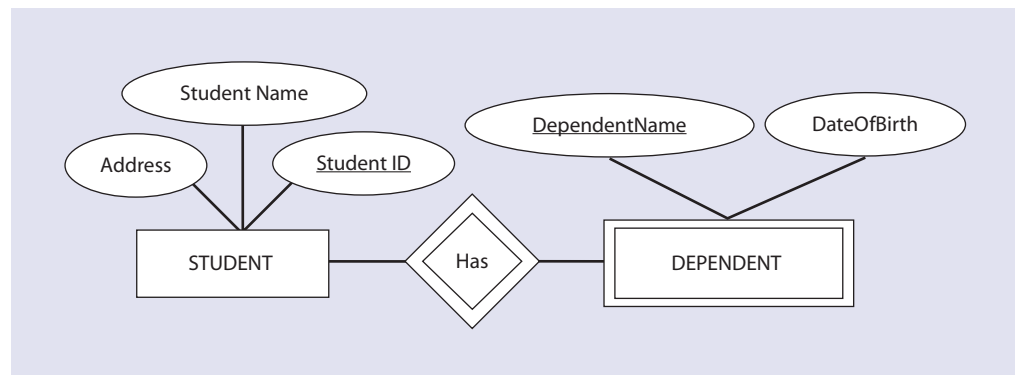 Student Name
Address
Student ID
DependentName
DateOfBirth
STUDENT
Has
DEPENDENT